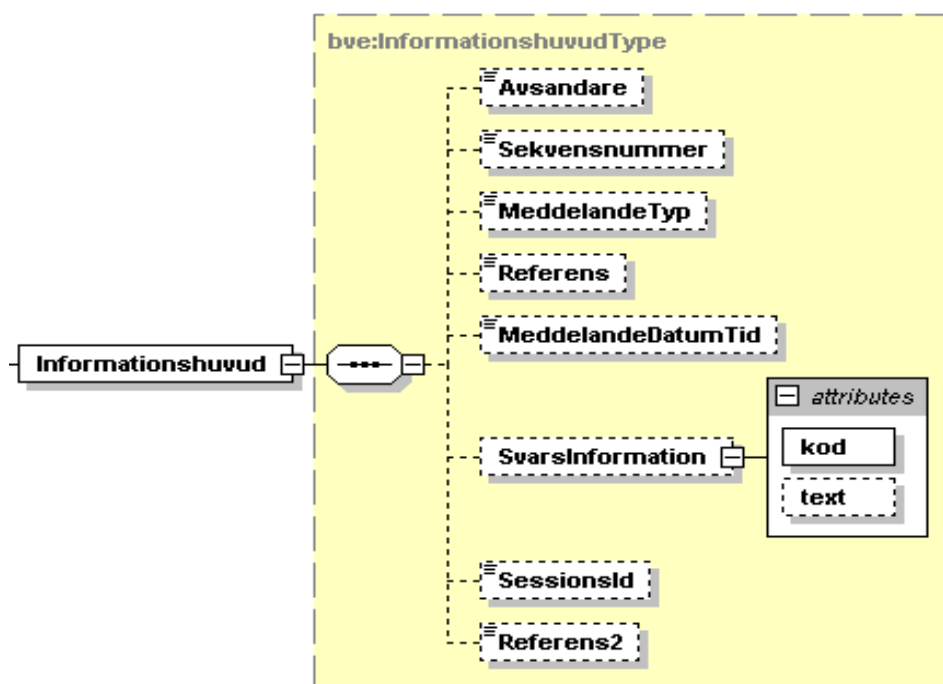 bve:InformationshuvudType
Avsandare
Sekvensnummer
MeddelandeTyp
Referens
MeddelandeDatumTid
Informationshuvud
attributes
kod
SvarsInformation
text
SessionsId
Referens2